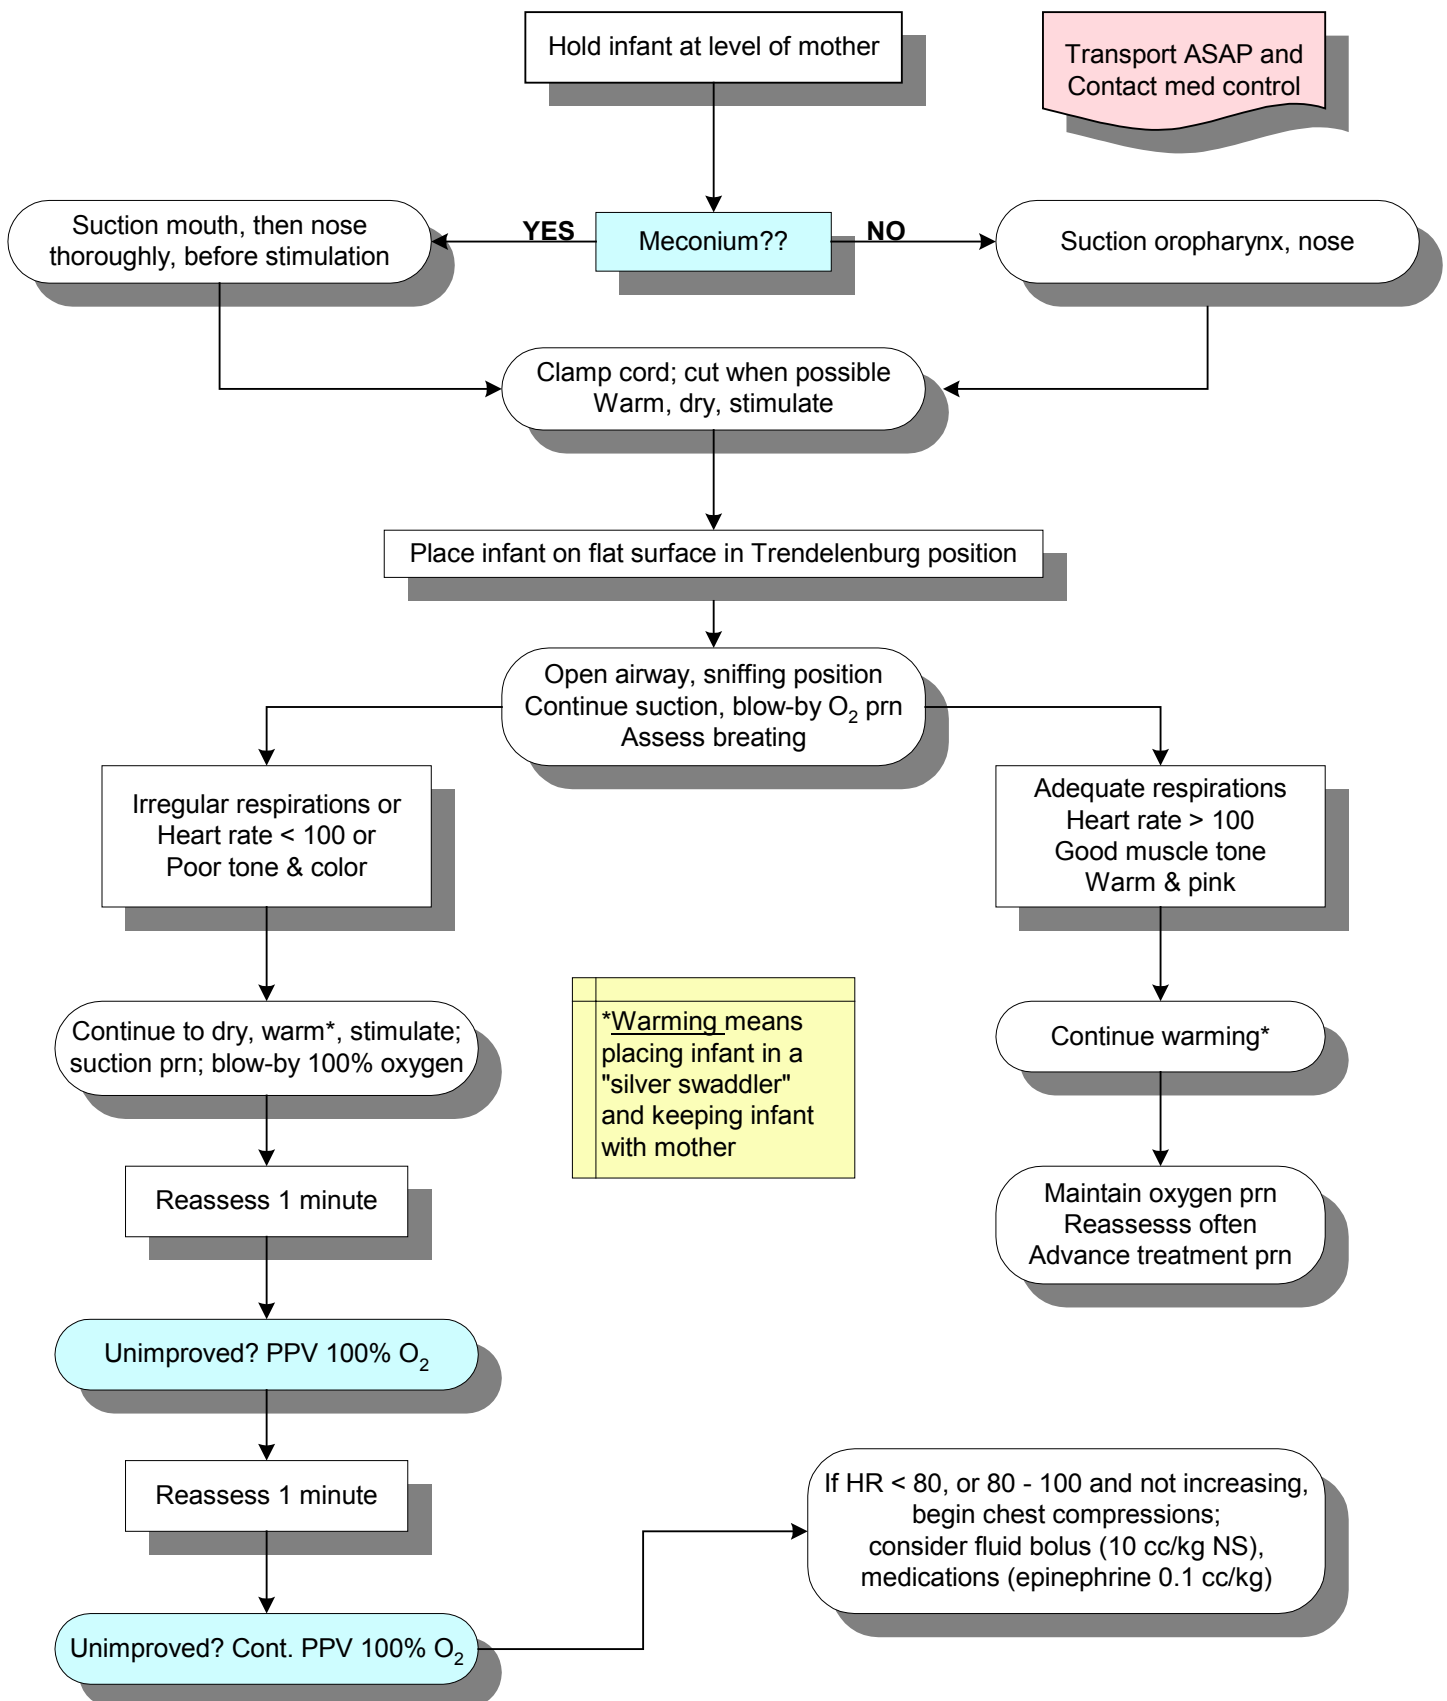 Hold infant at level of mother
Transport ASAP and
Contact med control
Suction mouth, then nose
thoroughly, before stimulation
YES
Meconium??
NO
Suction oropharynx, nose
Clamp cord; cut when possible
Warm, dry, stimulate
Place infant on flat surface in Trendelenburg position
Open airway, sniffing position
Continue suction, blow-by O₂ prn
Assess breating
Irregular respirations or
Heart rate < 100 or
Poor tone & color
Adequate respirations
Heart rate > 100
Good muscle tone
Warm & pink
Continue to dry, warm*, stimulate;
suction prn; blow-by 100% oxygen
*Warming means
placing infant in a
"silver swaddler"
and keeping infant
with mother
Continue warming*
Reassess 1 minute
Maintain oxygen prn
Reassesss often
Advance treatment prn
Unimproved? PPV 100% O₂
Reassess 1 minute
If HR < 80, or 80 - 100 and not increasing,
begin chest compressions;
consider fluid bolus (10 cc/kg NS),
medications (epinephrine 0.1 cc/kg)
Unimproved? Cont. PPV 100% O₂